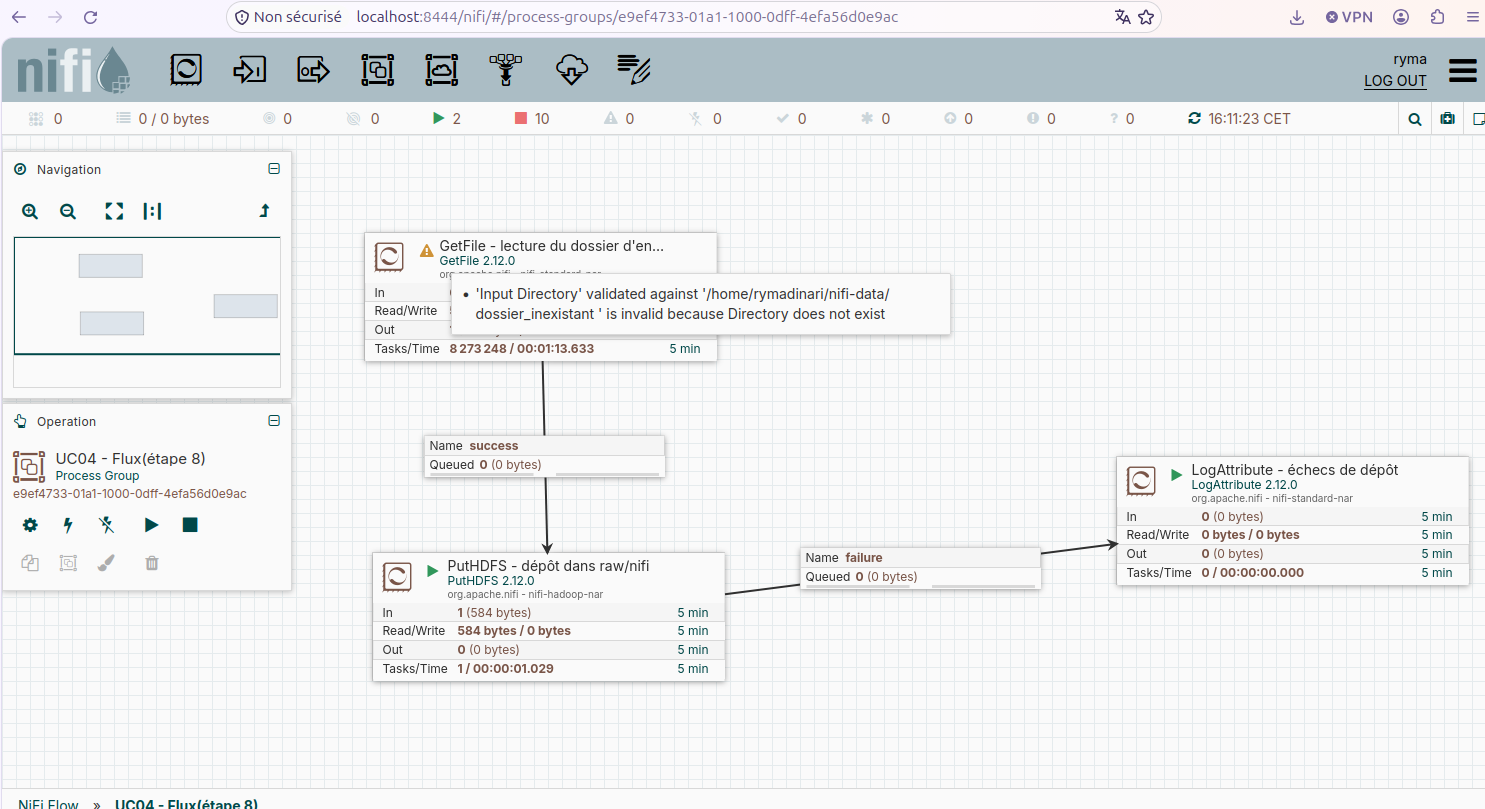 Non sécurisé localhost:8444/nifi/#/process-groups/e9ef4733-01a1-1000-0dff-4efa56d0e9ac
VPN
nifi
ryma
LOG OUT
0 0 / 0 bytes 0 0 2 10 0 0 0 0 0 0 0 16:11:23 CET
Navigation
Operation
UC04 - Flux(étape 8)
Process Group
e9ef4733-01a1-1000-0dff-4efa56d0e9ac
GetFile - lecture du dossier d'en...
GetFile 2.12.0
org.apache.nifi - nifi-standard-nar
In
Read/Write
Out
Tasks/Time 8 273 248 / 00:01:13.633 5 min
• 'Input Directory' validated against '/home/rymadinari/nifi-data/
dossier_inexistant ' is invalid because Directory does not exist
Name success
Queued 0 (0 bytes)
PutHDFS - dépôt dans raw/nifi
PutHDFS 2.12.0
org.apache.nifi - nifi-hadoop-nar
In 1 (584 bytes) 5 min
Read/Write 584 bytes / 0 bytes 5 min
Out 0 (0 bytes) 5 min
Tasks/Time 1 / 00:00:01.029 5 min
Name failure
Queued 0 (0 bytes)
LogAttribute - échecs de dépôt
LogAttribute 2.12.0
org.apache.nifi - nifi-standard-nar
In 0 (0 bytes) 5 min
Read/Write 0 bytes / 0 bytes 5 min
Out 0 (0 bytes) 5 min
Tasks/Time 0 / 00:00:00.000 5 min
NiFi Flow » UC04 - Flux(étape 8)